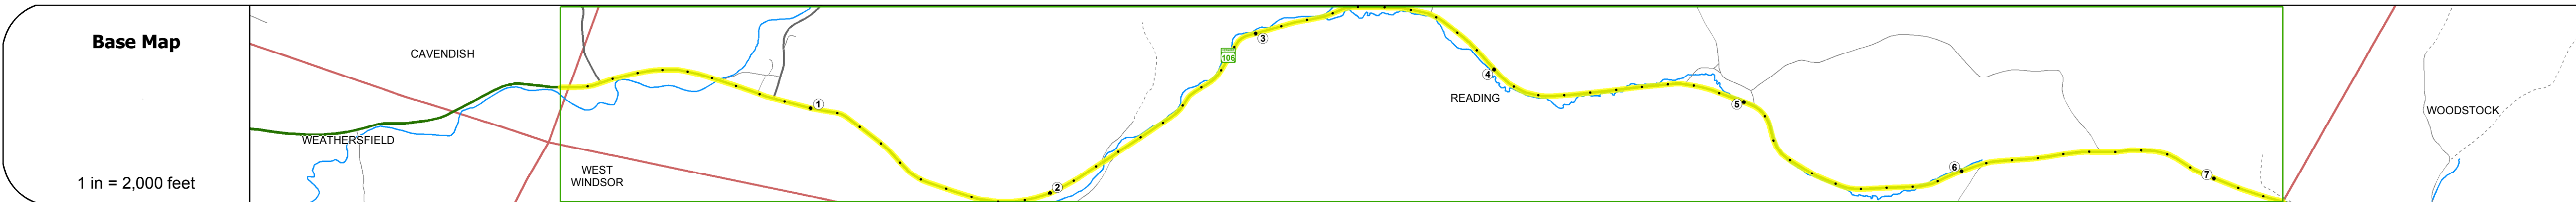 Base Map
1 in = 2,000 feet
CAVENDISH
WEATHERSFIELD
WEST
WINDSOR
1
2
106
3
4
READING
5
6
7
WOODSTOCK